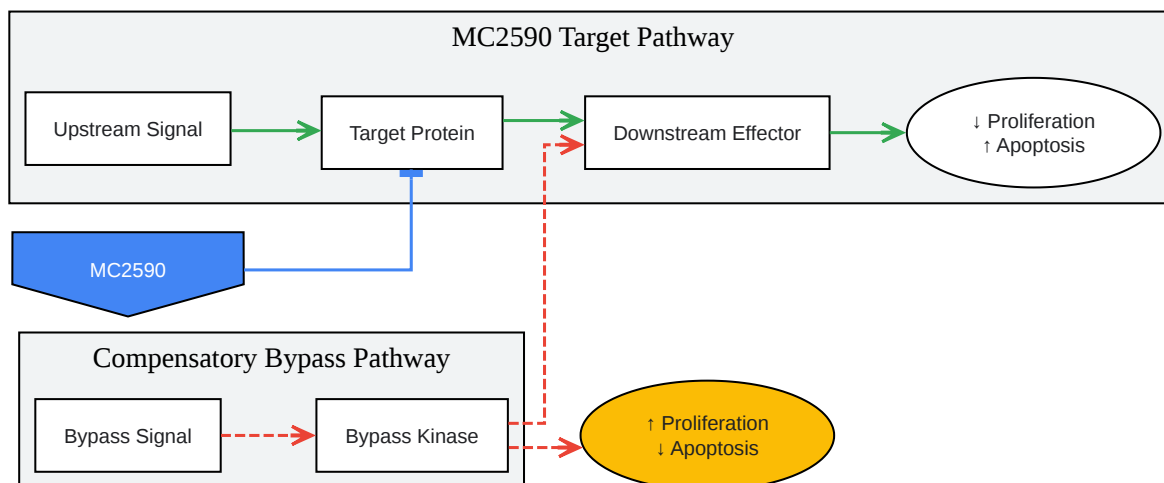 MC2590 Target Pathway
Upstream Signal
Target Protein
Downstream Effector
↓ Proliferation
↑ Apoptosis
MC2590
Compensatory Bypass Pathway
Bypass Signal
Bypass Kinase
↑ Proliferation
↓ Apoptosis